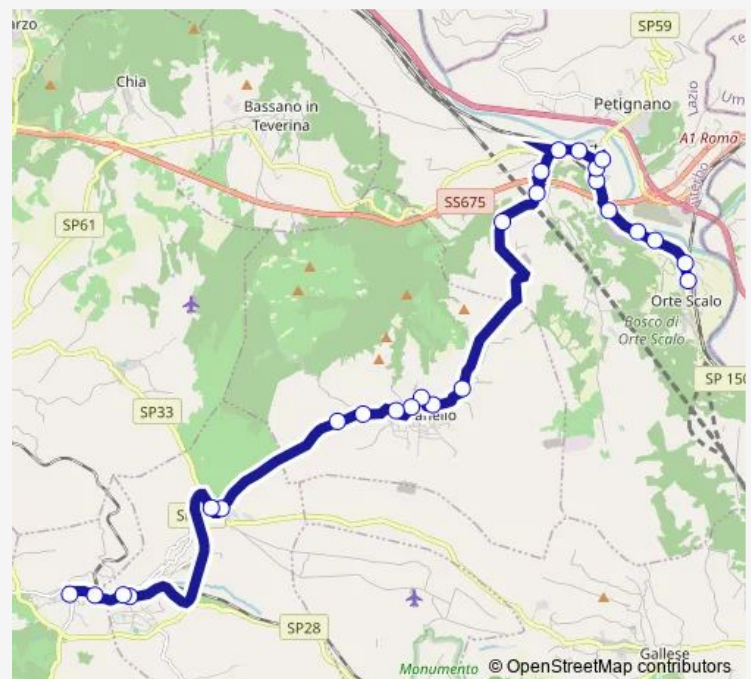 SP59
Chia
Bassano in
Teverina
Petignano
Lazio
Um
Te
A1 Roma
Viterbo
SS675
SP61
Orte Scalo
Bosco di
Orte Scalo
SP33
SP 150
SP28
Gallese
Monumento
© OpenStreetMap contributors